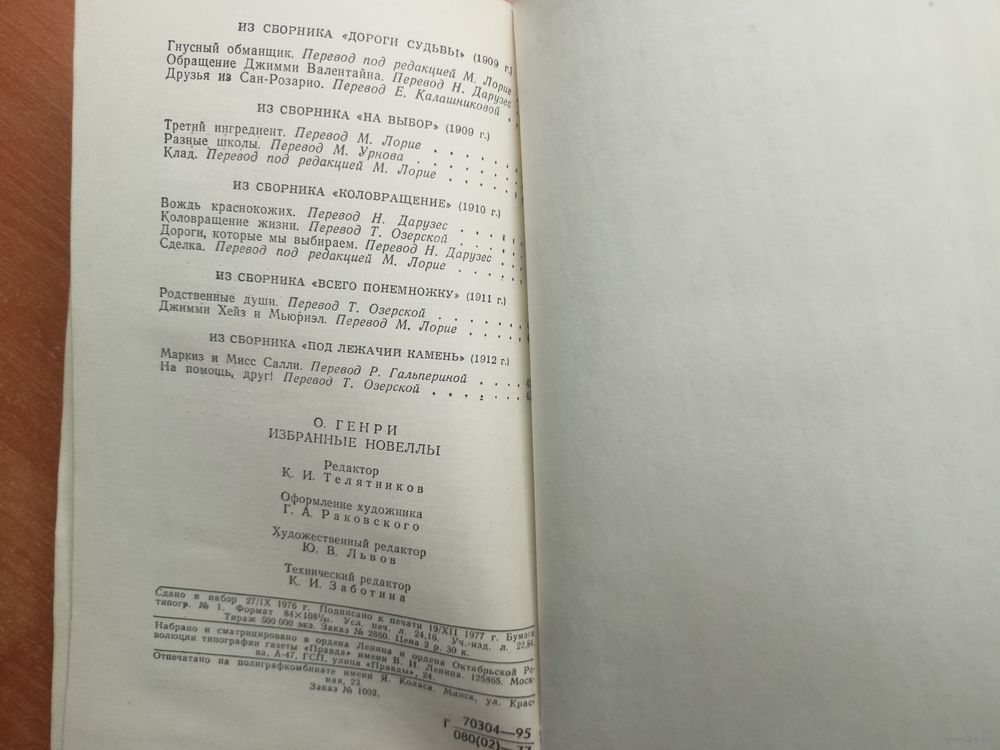 ИЗ СБОРНИКА «ДОРОГИ СУДЬБЫ» (1909 г.)
Гнусный обманщик. Перевод под редакцией М. Лорие
Обращение Джимми Валентайна. Перевод Н. Дарузес
Друзья из Сан-Розарио. Перевод Е. Калашниковой . .
ИЗ СБОРНИКА «НА ВЫБОР» (1909 г.)
Третий ингредиент. Перевод М. Лорие . . . . . .
Разные школы. Перевод М. Урнова . . . . . . .
Клад. Перевод под редакцией М. Лорие . . . . .
ИЗ СБОРНИКА «КОЛОВРАЩЕНИЕ» (1910 г.)
Вождь краснокожих. Перевод Н. Дарузес . . . . .
Коловращение жизни. Перевод Т. Озерской . . . . .
Дороги, которые мы выбираем. Перевод Н. Дарузес . .
Сделка. Перевод под редакцией М. Лорие . . . . .
ИЗ СБОРНИКА «ВСЕГО ПОНЕМНОЖКУ» (1911 г.)
Родственные души. Перевод Т. Озерской . . . . . .
Джимми Хейз и Мьюриэл. Перевод М. Лорие . . . . .
ИЗ СБОРНИКА «ПОД ЛЕЖАЧИЙ КАМЕНЬ» (1912 г.)
Маркиз и Мисс Салли. Перевод Р. Гальпериной . . . .
На помощь, друг! Перевод Т. Озерской . . . . . .
О. ГЕНРИ
ИЗБРАННЫЕ НОВЕЛЛЫ
Редактор
К. И. Телятников
Оформление художника
Г. А. Раковского
Художественный редактор
Ю. В. Львов
Технический редактор
К. И. Заботина
Сдано в набор 27/IX 1976 г. Подписано к печати 19/XII 1977 г. Бумага
типогр. № 1. Формат 84×108¹/₃₂. Усл. печ. л. 24,16. Уч.-изд. л. 22,84.
Тираж 500 000 экз. Заказ № 2860. Цена 2 р. 30 к.
Набрано и сматрицировано в ордена Ленина и ордена Октябрьской Ре-
волюции типографии газеты «Правда» имени В. И. Ленина. 125865. Моск-
ва, А-47, ГСП, улица «Правды», 24.
Отпечатано на полиграфкомбинате имени Я. Коласа. Минск, ул. Крас-
ная, 23.
Заказ № 1002.
Г 70304—95
080(02)—77